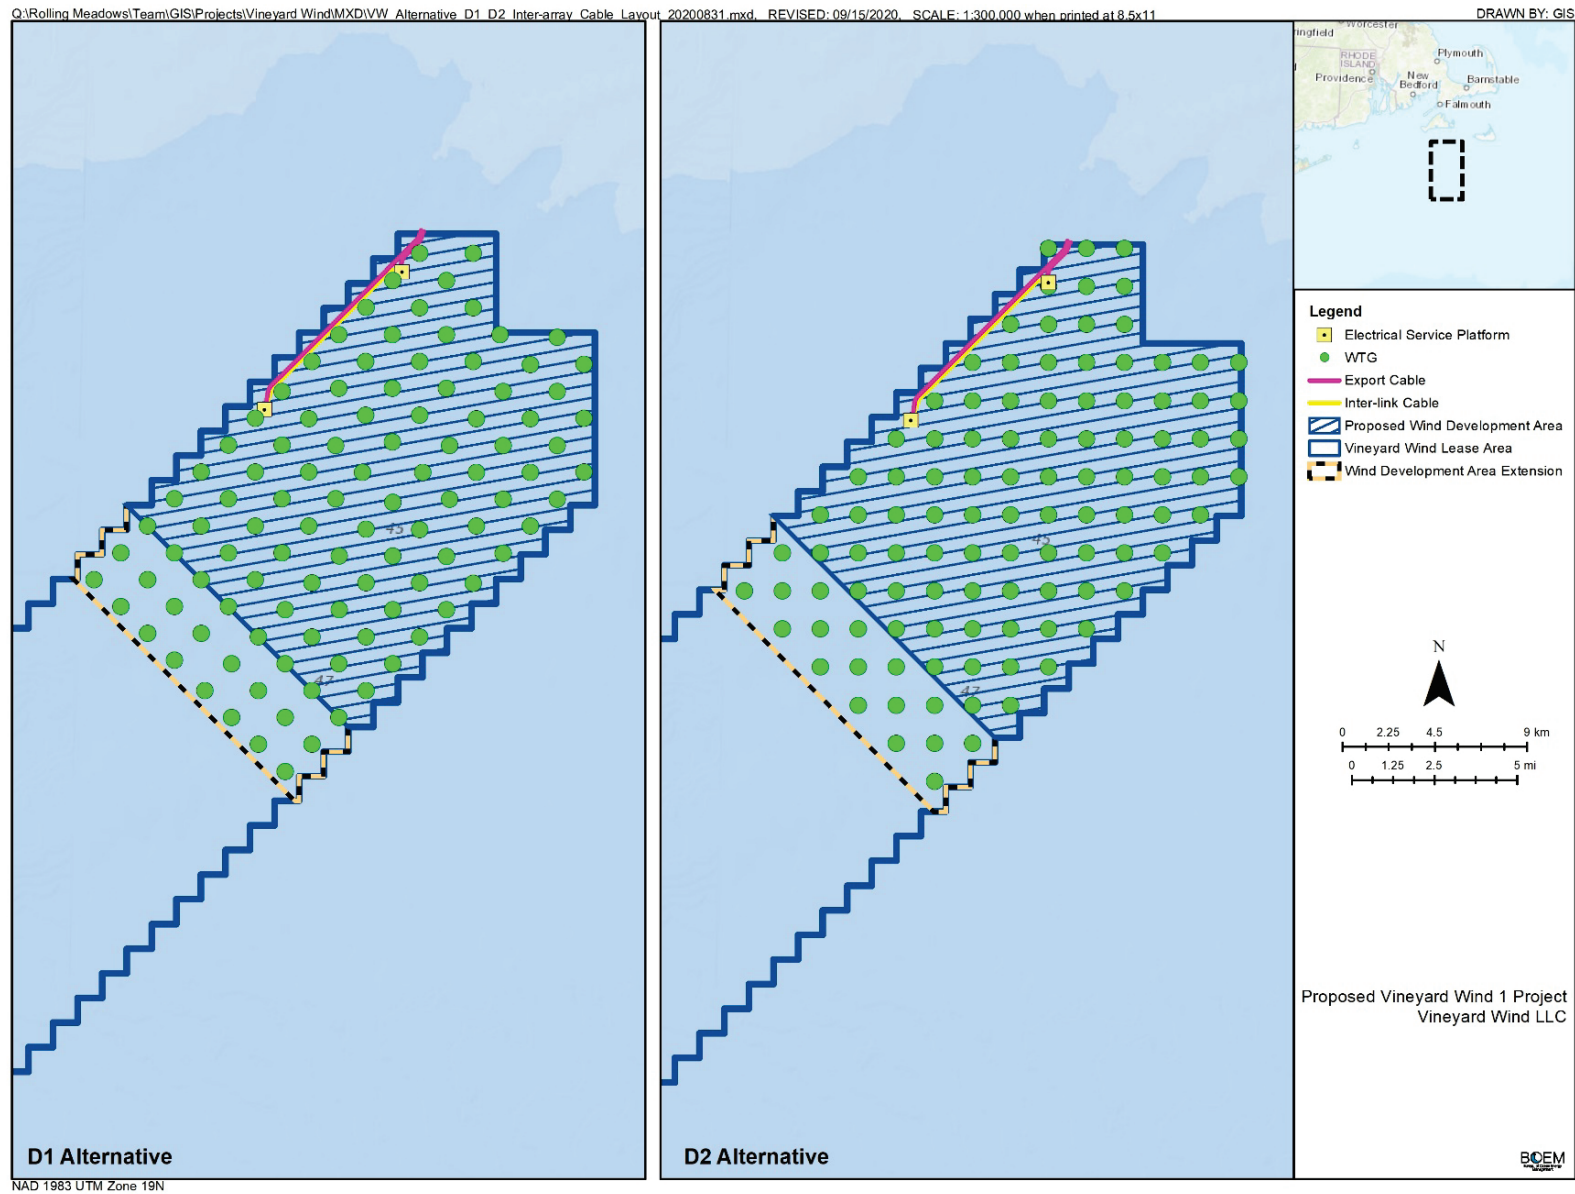 Q:\Rolling Meadows\Team\GIS\Projects\Vineyard Wind\MXD\VW_Alternative_D1_D2_Inter-array_Cable_Layout_20200831.mxd, REVISED: 09/15/2020, SCALE: 1:300,000 when printed at 8.5x11 DRAWN BY: GIS
45
47
D1 Alternative
45
47
D2 Alternative
Worcester
ringfield
Plymouth
RHODE
ISLAND
Providence
New
Bedford
Barnstable
Falmouth
Legend
Electrical Service Platform
WTG
Export Cable
Inter-link Cable
Proposed Wind Development Area
Vineyard Wind Lease Area
Wind Development Area Extension
N
0 2.25 4.5 9 km
0 1.25 2.5 5 mi
Proposed Vineyard Wind 1 Project
Vineyard Wind LLC
BOEM
NAD 1983 UTM Zone 19N